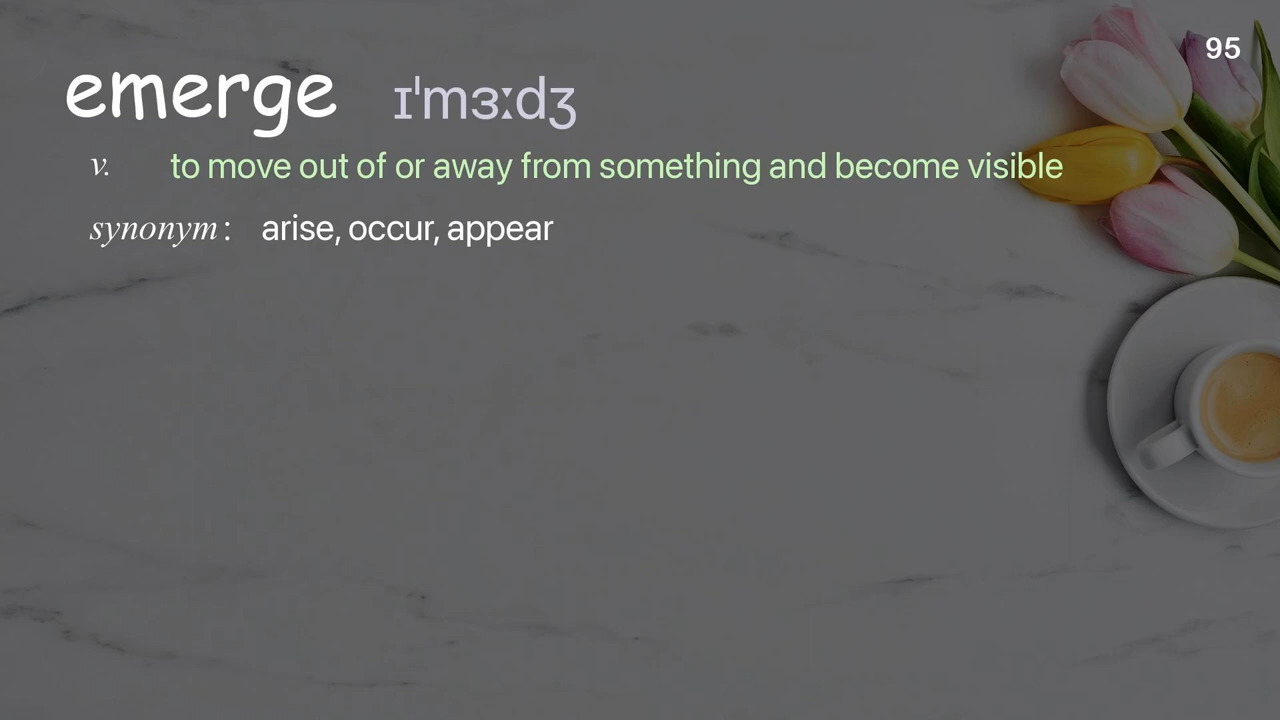 95
emerge ɪˈmɜːdʒ
v. to move out of or away from something and become visible
synonym: arise, occur, appear